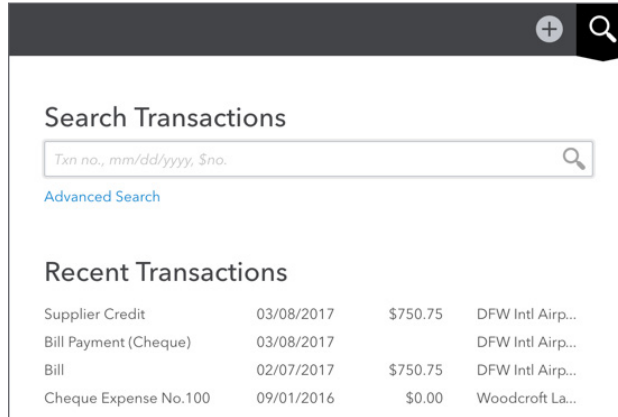 Search Transactions
Txn no., mm/dd/yyyy, $no.
Advanced Search
Recent Transactions
Supplier Credit 03/08/2017 $750.75 DFW Intl Airp...
Bill Payment (Cheque) 03/08/2017 DFW Intl Airp...
Bill 02/07/2017 $750.75 DFW Intl Airp...
Cheque Expense No.100 09/01/2016 $0.00 Woodcroft La...